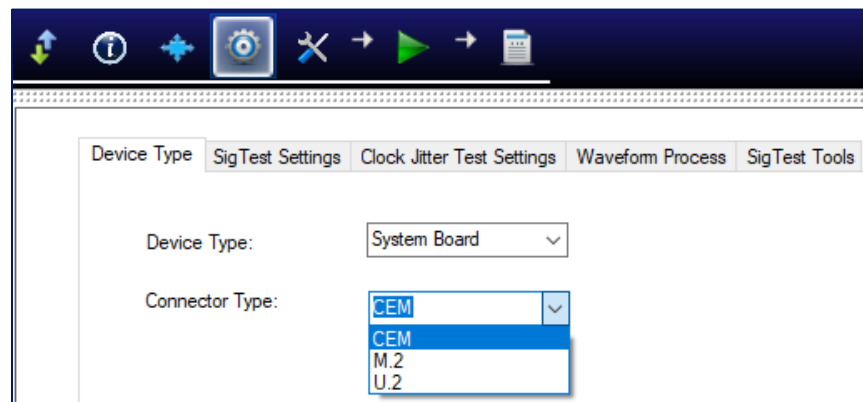 Device Type SigTest Settings Clock Jitter Test Settings Waveform Process SigTest Tools
Device Type: System Board
Connector Type: CEM
CEM
M.2
U.2